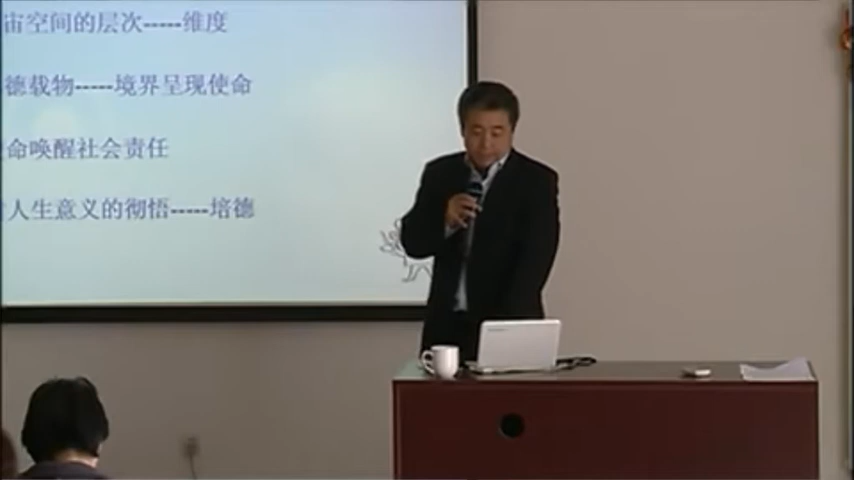 宙空间的层次-----维度
德载物-----境界呈现使命
命唤醒社会责任
人生意义的彻悟-----培德